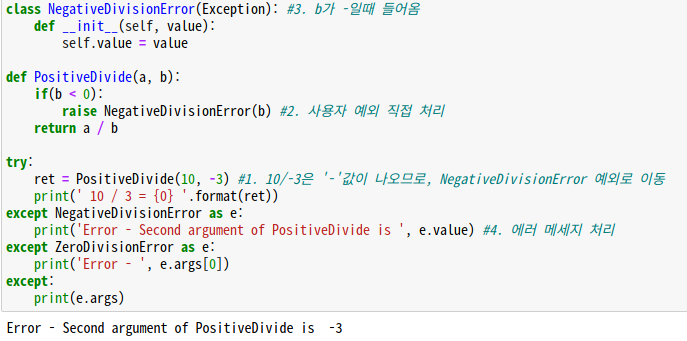 class NegativeDivisionError(Exception): #3. b가 -일때 들어옴
    def __init__(self, value):
        self.value = value
def PositiveDivide(a, b):
    if(b < 0):
        raise NegativeDivisionError(b) #2. 사용자 예외 직접 처리
    return a / b
try:
    ret = PositiveDivide(10, -3) #1. 10/-3은 '-'값이 나오므로, NegativeDivisionError 예외로 이동
    print(' 10 / 3 = {0} '.format(ret))
except NegativeDivisionError as e:
    print('Error - Second argument of PositiveDivide is ', e.value) #4. 에러 메세지 처리
except ZeroDivisionError as e:
    print('Error - ', e.args[0])
except:
    print(e.args)
Error - Second argument of PositiveDivide is  -3